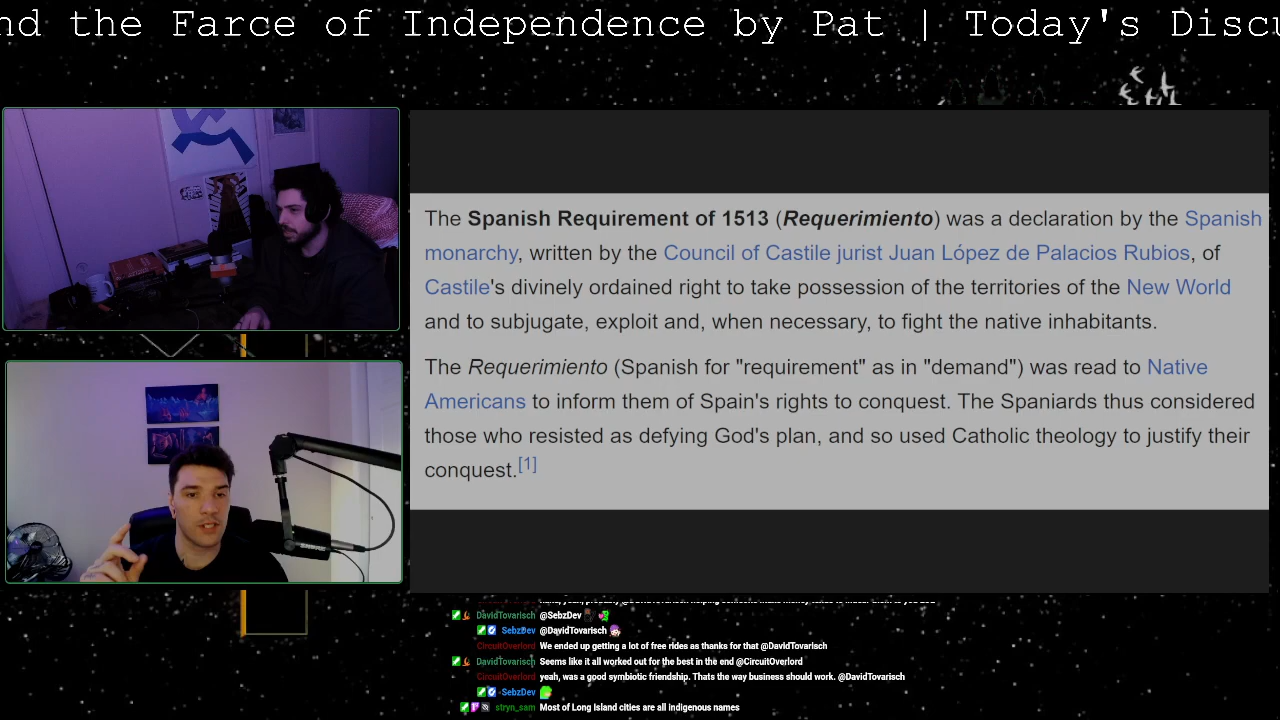 nd the Farce of Independence by Pat | Today's Discu
The Spanish Requirement of 1513 (Requerimiento) was a declaration by the Spanish
monarchy, written by the Council of Castile jurist Juan López de Palacios Rubios, of
Castile's divinely ordained right to take possession of the territories of the New World
and to subjugate, exploit and, when necessary, to fight the native inhabitants.
The Requerimiento (Spanish for "requirement" as in "demand") was read to Native
Americans to inform them of Spain's rights to conquest. The Spaniards thus considered
those who resisted as defying God's plan, and so used Catholic theology to justify their
conquest.[1]
DavidTovarisch @SebzDev
SebzDev @DavidTovarisch
CircuitOverlord We ended up getting a lot of free rides as thanks for that @DavidTovarisch
DavidTovarisch Seems like it all worked out for the best in the end @CircuitOverlord
CircuitOverlord yeah, was a good symbiotic friendship. Thats the way business should work. @DavidTovarisch
SebzDev
stryn_sam Most of Long Island cities are all indigenous names